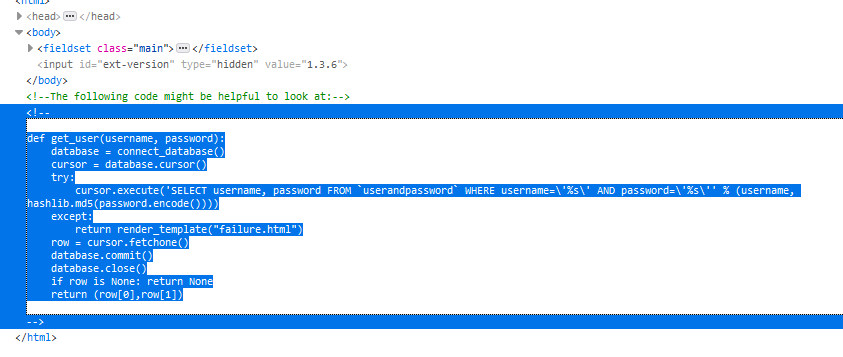 <html>
<head> ... </head>
<body>
<fieldset class="main"> ... </fieldset>
<input id="ext-version" type="hidden" value="1.3.6">
</body>
<!--The following code might be helpful to look at:-->
<!--
def get_user(username, password):
    database = connect_database()
    cursor = database.cursor()
    try:
        cursor.execute('SELECT username, password FROM `userandpassword` WHERE username=\'%s\' AND password=\'%s\'' % (username,
hashlib.md5(password.encode())))
    except:
        return render_template("failure.html")
    row = cursor.fetchone()
    database.commit()
    database.close()
    if row is None: return None
    return (row[0],row[1])
-->
</html>